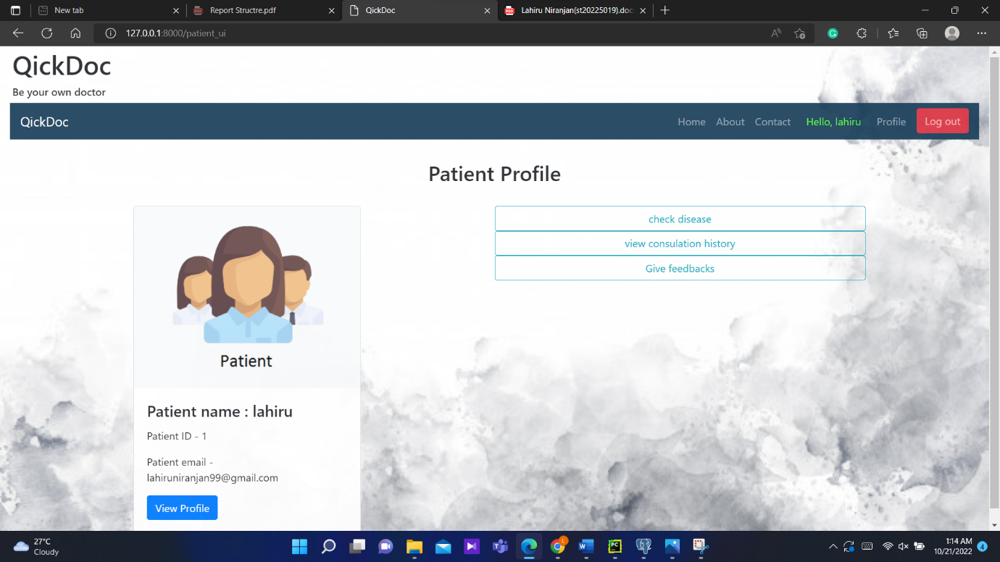 New tab
Report Structre.pdf
QickDoc
Lahiru Niranjan(st20225019).doc
127.0.0.1:8000/patient_ui
QickDoc
Be your own doctor
QickDoc
Home
About
Contact
Hello, lahiru
Profile
Log out
Patient Profile
check disease
view consulation history
Give feedbacks
Patient
Patient name : lahiru
Patient ID - 1
Patient email -
lahiruniranjan99@gmail.com
View Profile
27°C
Cloudy
1:14 AM
10/21/2022
4